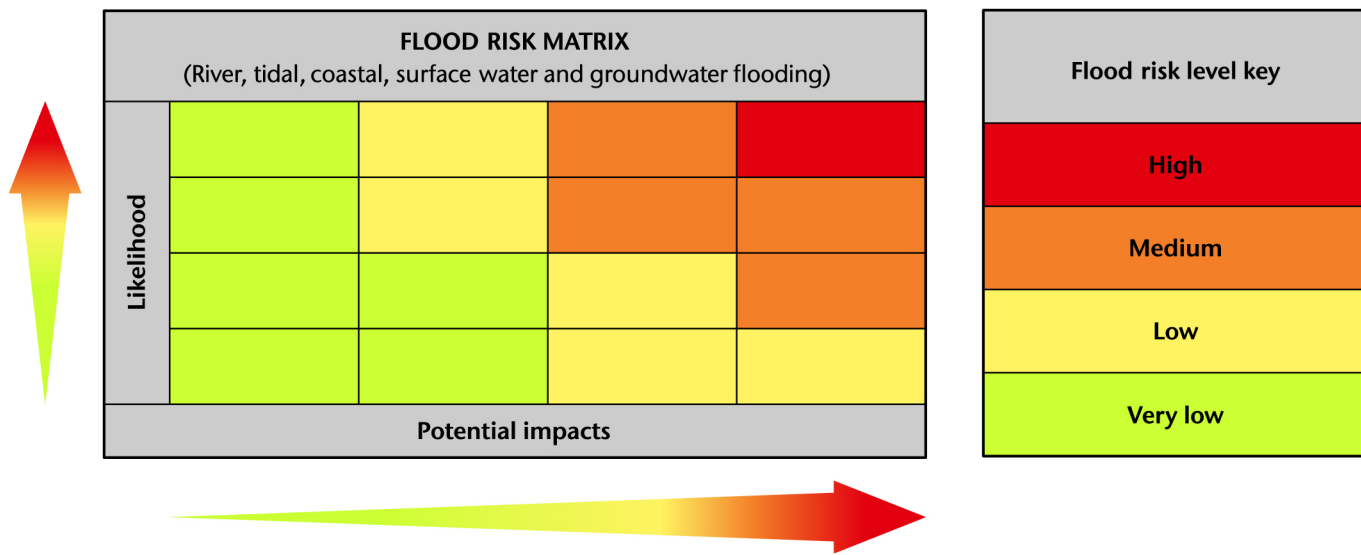 FLOOD RISK MATRIX
(River, tidal, coastal, surface water and groundwater flooding)
Likelihood
Potential impacts
Flood risk level key
High
Medium
Low
Very low